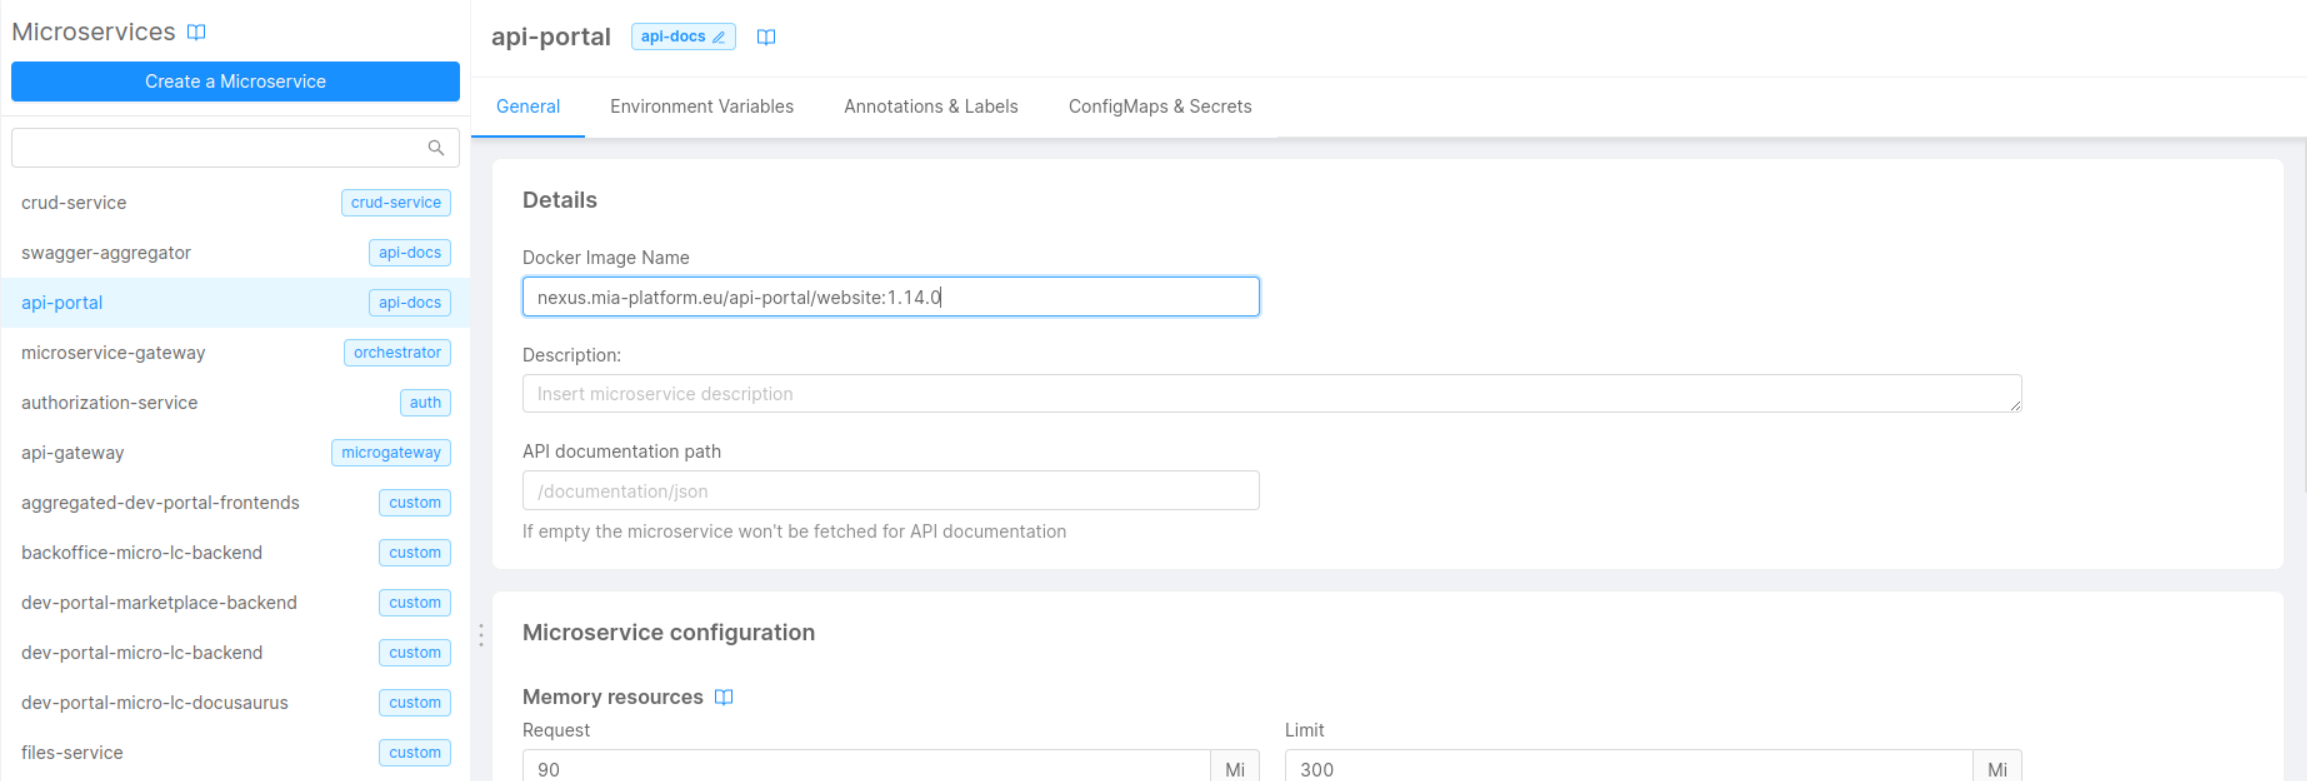 Microservices
Create a Microservice
crud-service crud-service
swagger-aggregator api-docs
api-portal api-docs
microservice-gateway orchestrator
authorization-service auth
api-gateway microgateway
aggregated-dev-portal-frontends custom
backoffice-micro-lc-backend custom
dev-portal-marketplace-backend custom
dev-portal-micro-lc-backend custom
dev-portal-micro-lc-docusaurus custom
files-service custom
api-portal api-docs
General Environment Variables Annotations & Labels ConfigMaps & Secrets
Details
Docker Image Name
nexus.mia-platform.eu/api-portal/website:1.14.0
Description:
Insert microservice description
API documentation path
/documentation/json
If empty the microservice won't be fetched for API documentation
Microservice configuration
Memory resources
Request Limit
90 Mi 300 Mi